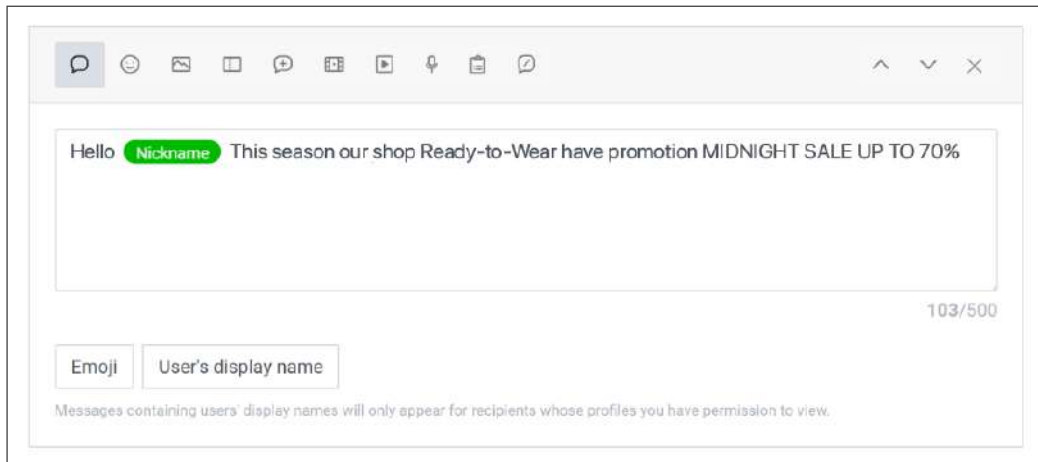 Hello Nickname This season our shop Ready-to-Wear have promotion MIDNIGHT SALE UP TO 70%
103/500
Emoji User's display name
Messages containing users' display names will only appear for recipients whose profiles you have permission to view.